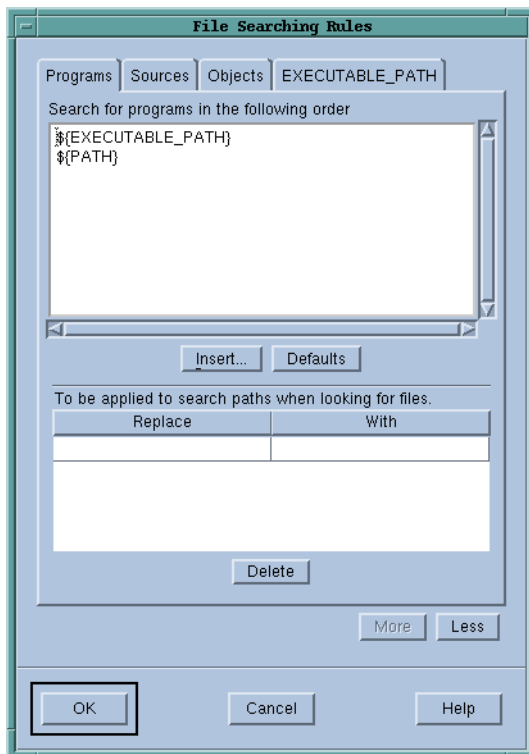 File Searching Rules
Programs Sources Objects EXECUTABLE_PATH
Search for programs in the following order
${EXECUTABLE_PATH}
${PATH}
Insert... Defaults
To be applied to search paths when looking for files.
Replace With
Delete
More Less
OK Cancel Help